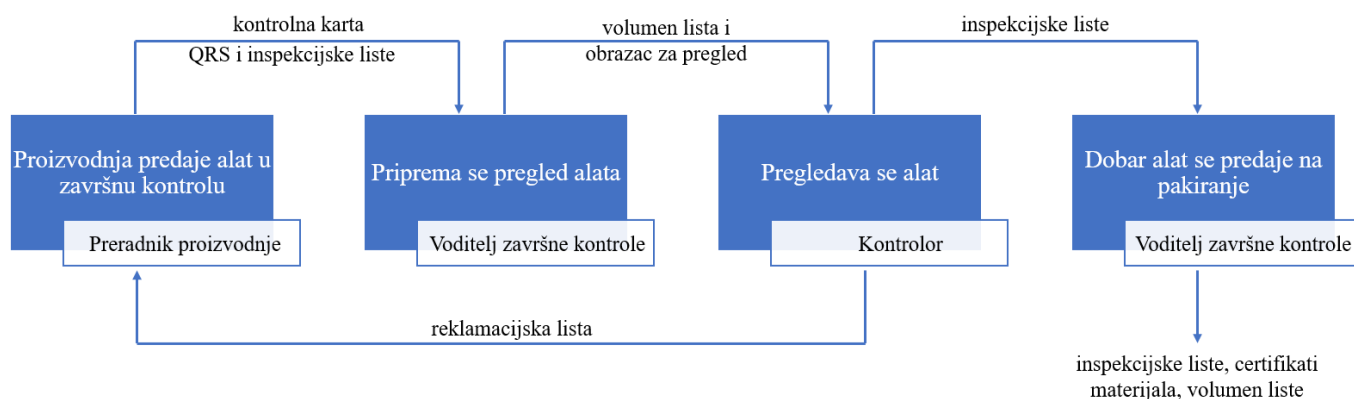 kontrolna karta
QRS i inspekcijske liste
volumen lista i
obrazac za pregled
inspekcijske liste
Proizvodnja predaje alat u
završnu kontrolu
Preradnik proizvodnje
Priprema se pregled alata
Voditelj završne kontrole
Pregledava se alat
Kontrolor
Dobar alat se predaje na
pakiranje
Voditelj završne kontrole
reklamacijska lista
inspekcijske liste, certifikati
materijala, volumen liste